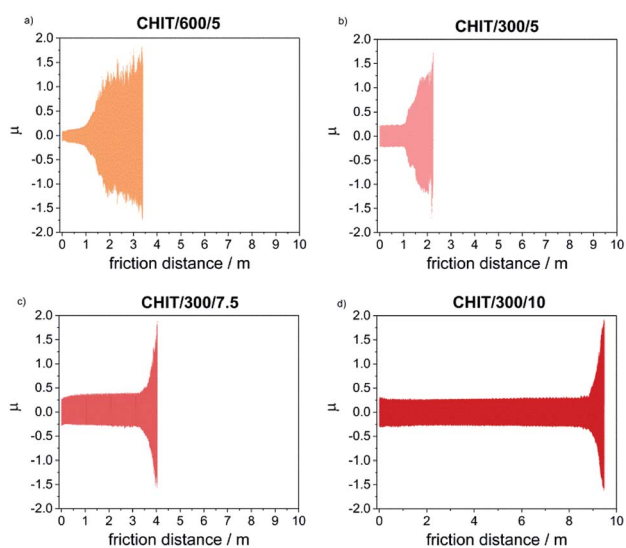 a)
CHIT/600/5
2.0
1.5
1.0
0.5
0.0
-0.5
-1.0
-1.5
-2.0
μ
0 1 2 3 4 5 6 7 8 9 10
friction distance / m
b)
CHIT/300/5
2.0
1.5
1.0
0.5
0.0
-0.5
-1.0
-1.5
-2.0
μ
0 1 2 3 4 5 6 7 8 9 10
friction distance / m
c)
CHIT/300/7.5
2.0
1.5
1.0
0.5
0.0
-0.5
-1.0
-1.5
-2.0
μ
0 1 2 3 4 5 6 7 8 9 10
friction distance / m
d)
CHIT/300/10
2.0
1.5
1.0
0.5
0.0
-0.5
-1.0
-1.5
-2.0
μ
0 2 4 6 8 10
friction distance / m